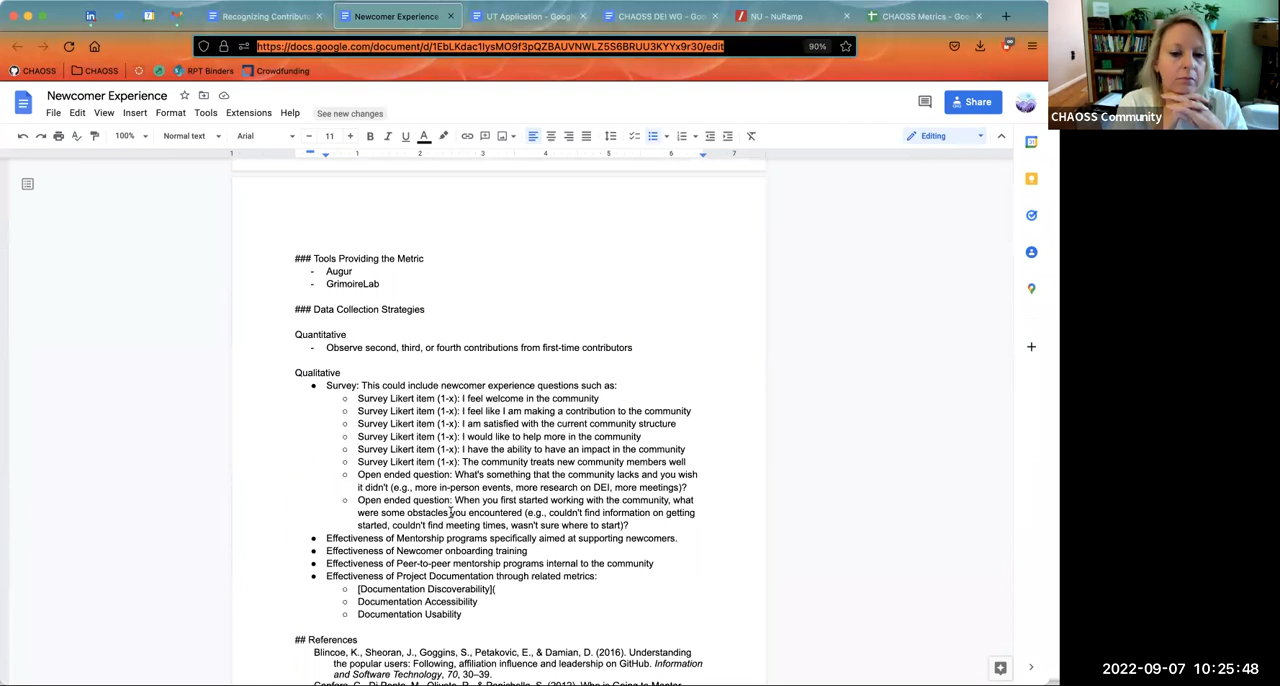 Recognizing Contributo
Newcomer Experience
UT Application - Googl
CHAOSS DEI WG - Goo
NU - NuRamp
CHAOSS Metrics - Goo
https://docs.google.com/document/d/1EbLKdac1IysMO9f3pQZBAUVNWLZ5S6BRUU3KYYx9r30/edit
90%
CHAOSS
CHAOSS
RPT Binders
Crowdfunding
Newcomer Experience
File Edit View Insert Format Tools Extensions Help
See new changes
Share
100%
Normal text
Arial
11
Editing
1 1 2 3 4 5 6 7
### Tools Providing the Metric
- Augur
- GrimoireLab
### Data Collection Strategies
Quantitative
- Observe second, third, or fourth contributions from first-time contributors
Qualitative
● Survey: This could include newcomer experience questions such as:
○ Survey Likert item (1-x): I feel welcome in the community
○ Survey Likert item (1-x): I feel like I am making a contribution to the community
○ Survey Likert item (1-x): I am satisfied with the current community structure
○ Survey Likert item (1-x): I would like to help more in the community
○ Survey Likert item (1-x): I have the ability to have an impact in the community
○ Survey Likert item (1-x): The community treats new community members well
○ Open ended question: What's something that the community lacks and you wish
it didn't (e.g., more in-person events, more research on DEI, more meetings)?
○ Open ended question: When you first started working with the community, what
were some obstacles you encountered (e.g., couldn't find information on getting
started, couldn't find meeting times, wasn't sure where to start)?
● Effectiveness of Mentorship programs specifically aimed at supporting newcomers.
● Effectiveness of Newcomer onboarding training
● Effectiveness of Peer-to-peer mentorship programs internal to the community
● Effectiveness of Project Documentation through related metrics:
○ [Documentation Discoverability](
○ Documentation Accessibility
○ Documentation Usability
## References
Blincoe, K., Sheoran, J., Goggins, S., Petakovic, E., & Damian, D. (2016). Understanding
the popular users: Following, affiliation influence and leadership on GitHub. Information
and Software Technology, 70, 30–39.
CHAOSS Community
2022-09-07 10:25:48